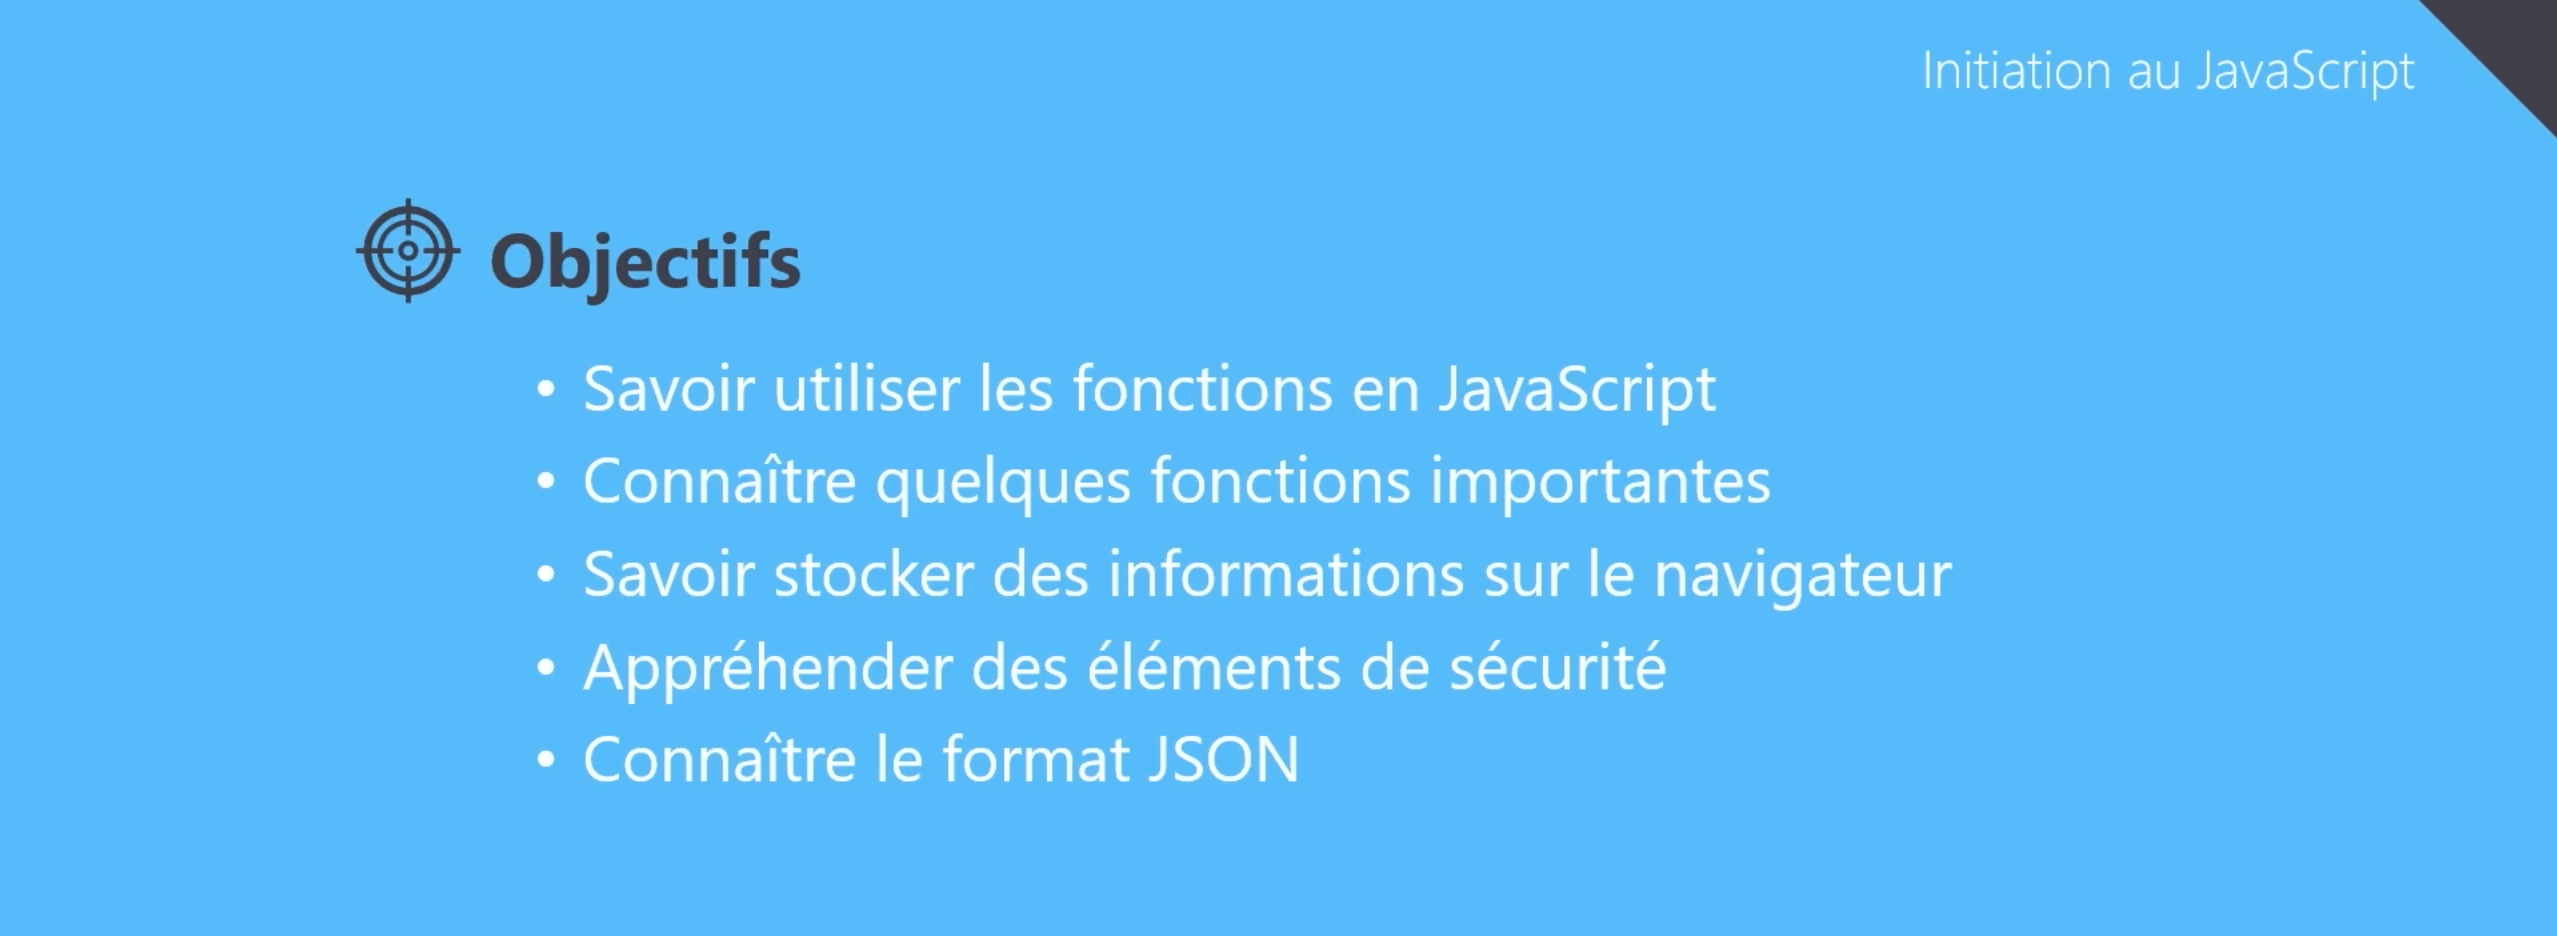 Initiation au JavaScript
Objectifs
• Savoir utiliser les fonctions en JavaScript
• Connaître quelques fonctions importantes
• Savoir stocker des informations sur le navigateur
• Appréhender des éléments de sécurité
• Connaître le format JSON